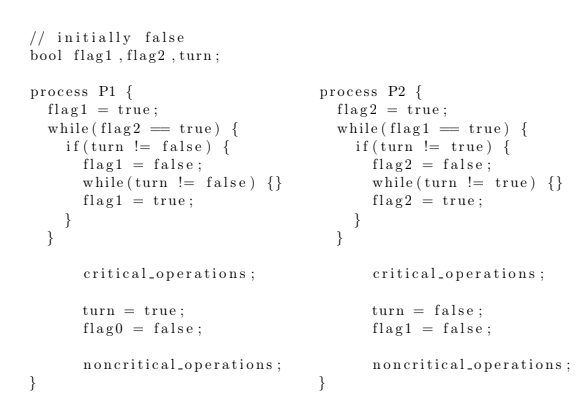 // initially false
bool flag1, flag2, turn;
process P1 {
flag1 = true;
while(flag2 == true) {
if(turn != false) {
flag1 = false;
while(turn != false) {}
flag1 = true;
}
}
critical_operations;
turn = true;
flag0 = false;
noncritical_operations;
}
process P2 {
flag2 = true;
while(flag1 == true) {
if(turn != true) {
flag2 = false;
while(turn != true) {}
flag2 = true;
}
}
critical_operations;
turn = false;
flag1 = false;
noncritical_operations;
}